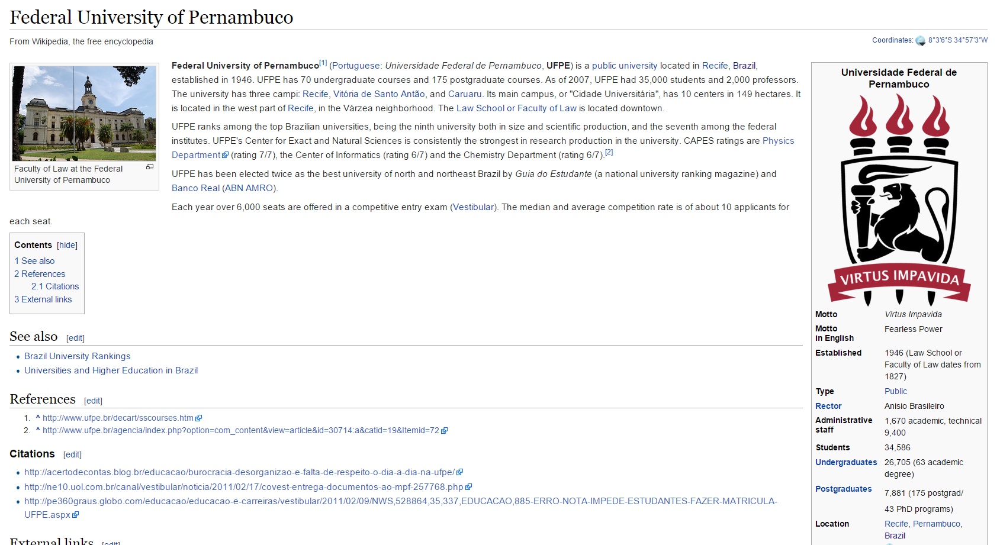 Federal University of Pernambuco
From Wikipedia, the free encyclopedia
Coordinates: 8°3′6″S 34°57′3″W
Faculty of Law at the Federal
University of Pernambuco
Federal University of Pernambuco[1] (Portuguese: Universidade Federal de Pernambuco, UFPE) is a public university located in Recife, Brazil,
established in 1946. UFPE has 70 undergraduate courses and 175 postgraduate courses. As of 2007, UFPE had 35,000 students and 2,000 professors.
The university has three campi: Recife, Vitória de Santo Antão, and Caruaru. Its main campus, or "Cidade Universitária", has 10 centers in 149 hectares. It
is located in the west part of Recife, in the Várzea neighborhood. The Law School or Faculty of Law is located downtown.
UFPE ranks among the top Brazilian universities, being the ninth university both in size and scientific production, and the seventh among the federal
institutes. UFPE's Center for Exact and Natural Sciences is consistently the strongest in research production in the university. CAPES ratings are Physics
Department (rating 7/7), the Center of Informatics (rating 6/7) and the Chemistry Department (rating 6/7).[2]
UFPE has been elected twice as the best university of north and northeast Brazil by Guia do Estudante (a national university ranking magazine) and
Banco Real (ABN AMRO).
Each year over 6,000 seats are offered in a competitive entry exam (Vestibular). The median and average competition rate is of about 10 applicants for
each seat.
Contents [hide]
1 See also
2 References
2.1 Citations
3 External links
See also [edit]
• Brazil University Rankings
• Universities and Higher Education in Brazil
References [edit]
1. ^ http://www.ufpe.br/decart/sscourses.htm
2. ^ http://www.ufpe.br/agencia/index.php?option=com_content&view=article&id=30714:a&catid=19&Itemid=72
Citations [edit]
• http://acertodecontas.blog.br/educacao/burocracia-desorganizao-e-falta-de-respeito-o-dia-a-dia-na-ufpe/
• http://ne10.uol.com.br/canal/vestibular/noticia/2011/02/17/covest-entrega-documentos-ao-mpf-257768.php
• http://pe360graus.globo.com/educacao/educacao-e-carreiras/vestibular/2011/02/09/NWS,528864,35,337,EDUCACAO,885-ERRO-NOTA-IMPEDE-ESTUDANTES-FAZER-MATRICULA-
UFPE.aspx
External links [edit]
Universidade Federal de
Pernambuco
VIRTUS IMPAVIDA
Motto Virtus Impavida
Motto
in English Fearless Power
Established 1946 (Law School or
Faculty of Law dates from
1827)
Type Public
Rector Anisio Brasileiro
Administrative
staff 1,670 academic, technical
9,400
Students 34,586
Undergraduates 26,705 (63 academic
degree)
Postgraduates 7,881 (175 postgrad/
43 PhD programs)
Location Recife, Pernambuco,
Brazil